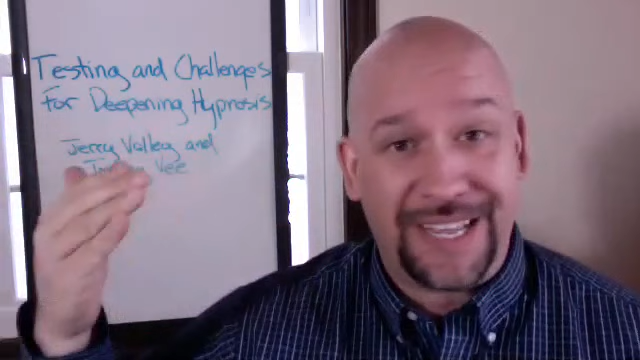 Testing and Challenges
For Deepening Hypnosis
Jerry Valley and
Vee